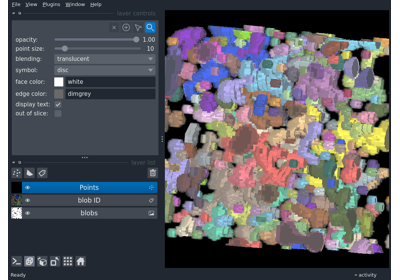 File View Plugins Window Help
layer controls
opacity: 1.00
point size: 10
blending: translucent
symbol: disc
face color: white
edge color: dimgrey
display text:
out of slice:
layer list
Points
blob ID
blobs
Ready
activity